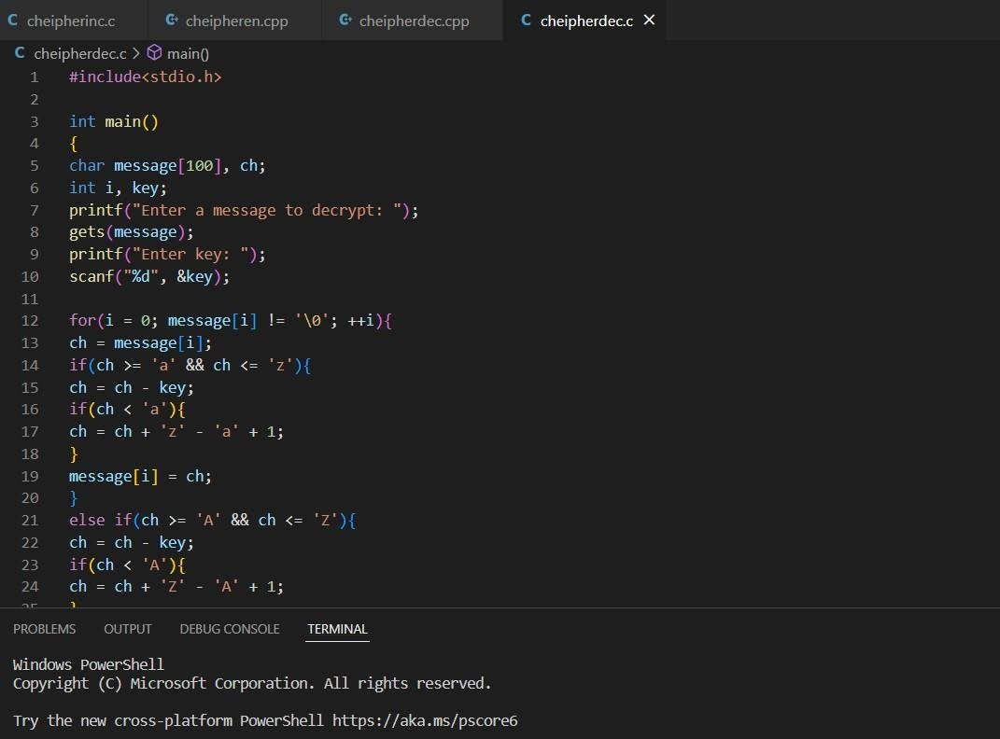 cheipherinc.c cheipheren.cpp cheipherdec.cpp C cheipherdec.c ×
C cheipherdec.c > main()
1 #include<stdio.h>
2
3 int main()
4 {
5 char message[100], ch;
6 int i, key;
7 printf("Enter a message to decrypt: ");
8 gets(message);
9 printf("Enter key: ");
10 scanf("%d", &key);
11
12 for(i = 0; message[i] != '\0'; ++i){
13 ch = message[i];
14 if(ch >= 'a' && ch <= 'z'){
15 ch = ch - key;
16 if(ch < 'a'){
17 ch = ch + 'z' - 'a' + 1;
18 }
19 message[i] = ch;
20 }
21 else if(ch >= 'A' && ch <= 'Z'){
22 ch = ch - key;
23 if(ch < 'A'){
24 ch = ch + 'Z' - 'A' + 1;
PROBLEMS OUTPUT DEBUG CONSOLE TERMINAL
Windows PowerShell
Copyright (C) Microsoft Corporation. All rights reserved.
Try the new cross-platform PowerShell https://aka.ms/pscore6